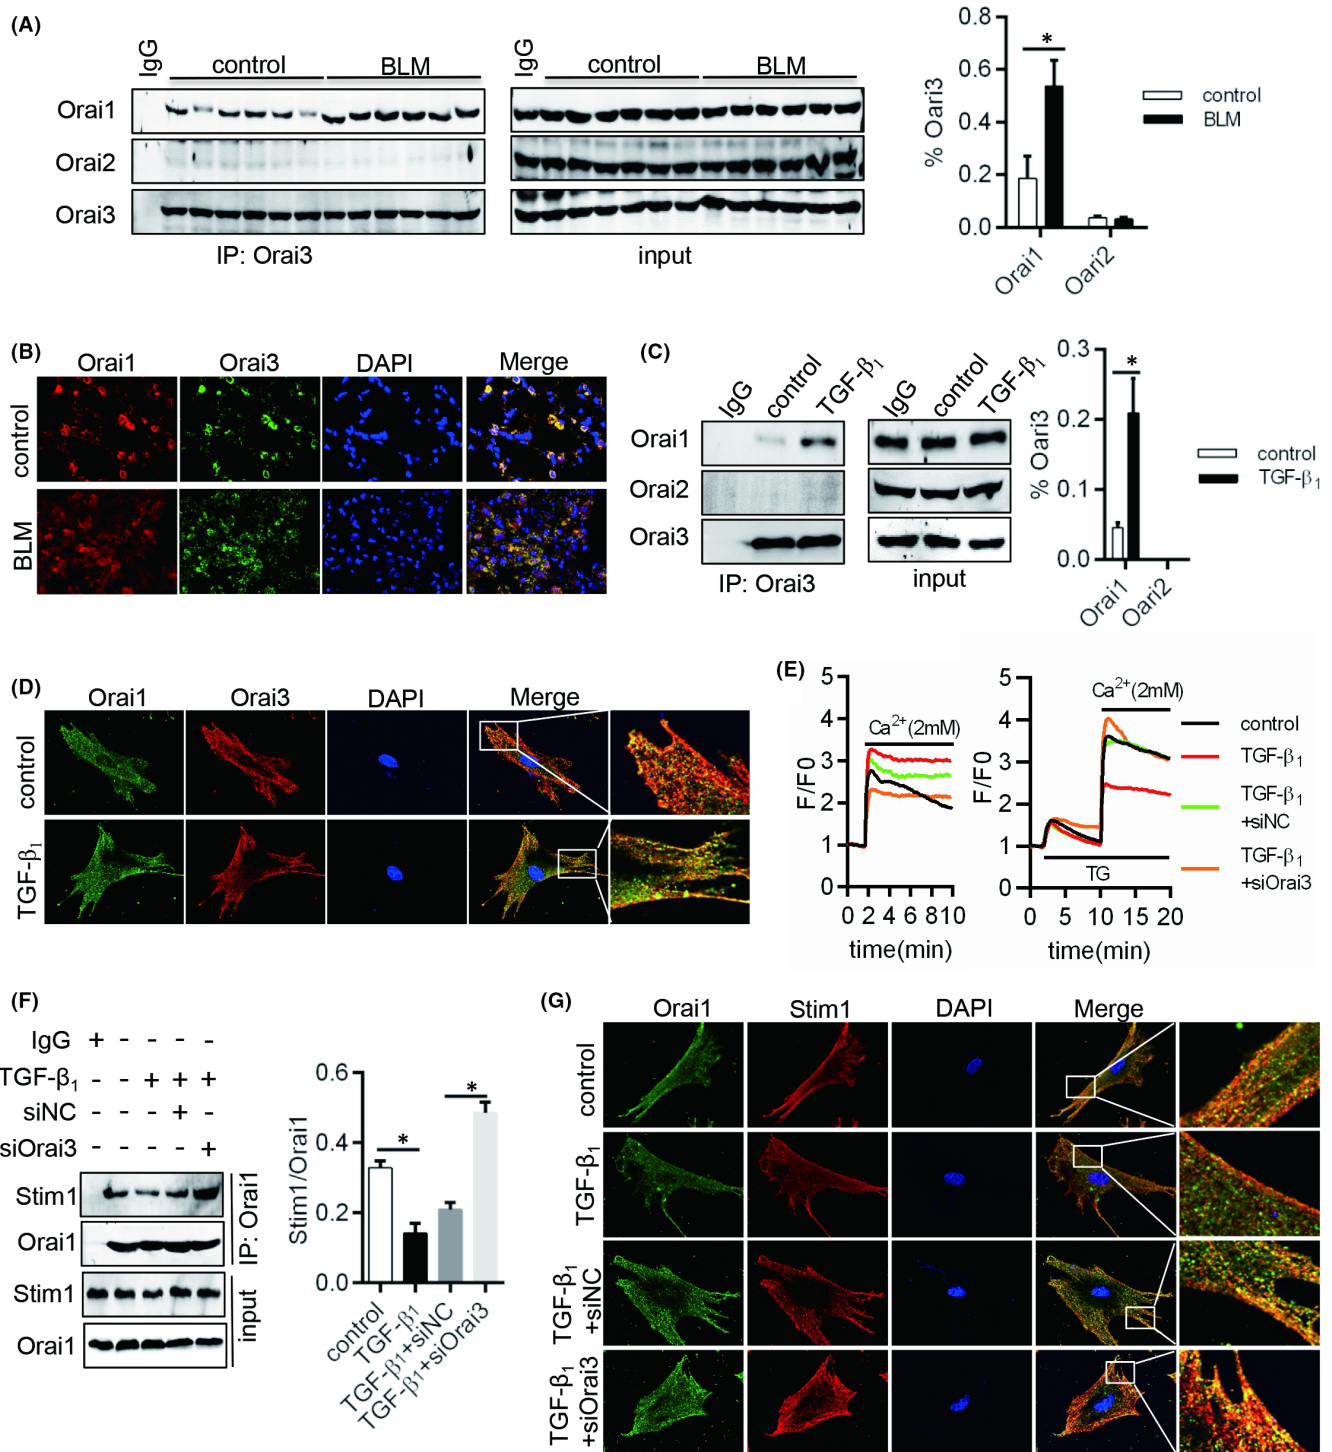 (A)
IgG control BLM
IgG control BLM
Orai1
Orai2
Orai3
IP: Orai3
input
0.8
0.6
0.4
0.2
0.0
% Oari3
*
Orai1
Oari2
control
BLM
(B)
Orai1 Orai3 DAPI Merge
control
BLM
(C)
IgG control TGF-β1
IgG control TGF-β1
Orai1
Orai2
Orai3
IP: Orai3
input
0.3
0.2
0.1
0.0
% Oari3
*
Orai1
Oari2
control
TGF-β1
(D)
Orai1 Orai3 DAPI Merge
control
TGF-β1
(E)
5
4
3
2
1
0
F/F0
Ca2+(2mM)
0 2 4 6 8 10
time(min)
5
4
3
2
1
0
F/F0
Ca2+(2mM)
TG
0 5 10 15 20
time(min)
control
TGF-β1
TGF-β1
+siNC
TGF-β1
+siOrai3
(F)
IgG + - - - -
TGF-β1 - - + + +
siNC - - - + -
siOrai3 - - - - +
Stim1
Orai1
IP: Orai1
Stim1
Orai1
input
0.6
0.4
0.2
0.0
Stim1/Orai1
*
*
control
TGF-β1
TGF-β1+siNC
TGF-β1+siOrai3
(G)
Orai1 Stim1 DAPI Merge
control
TGF-β1
TGF-β1
+siNC
TGF-β1
+siOrai3